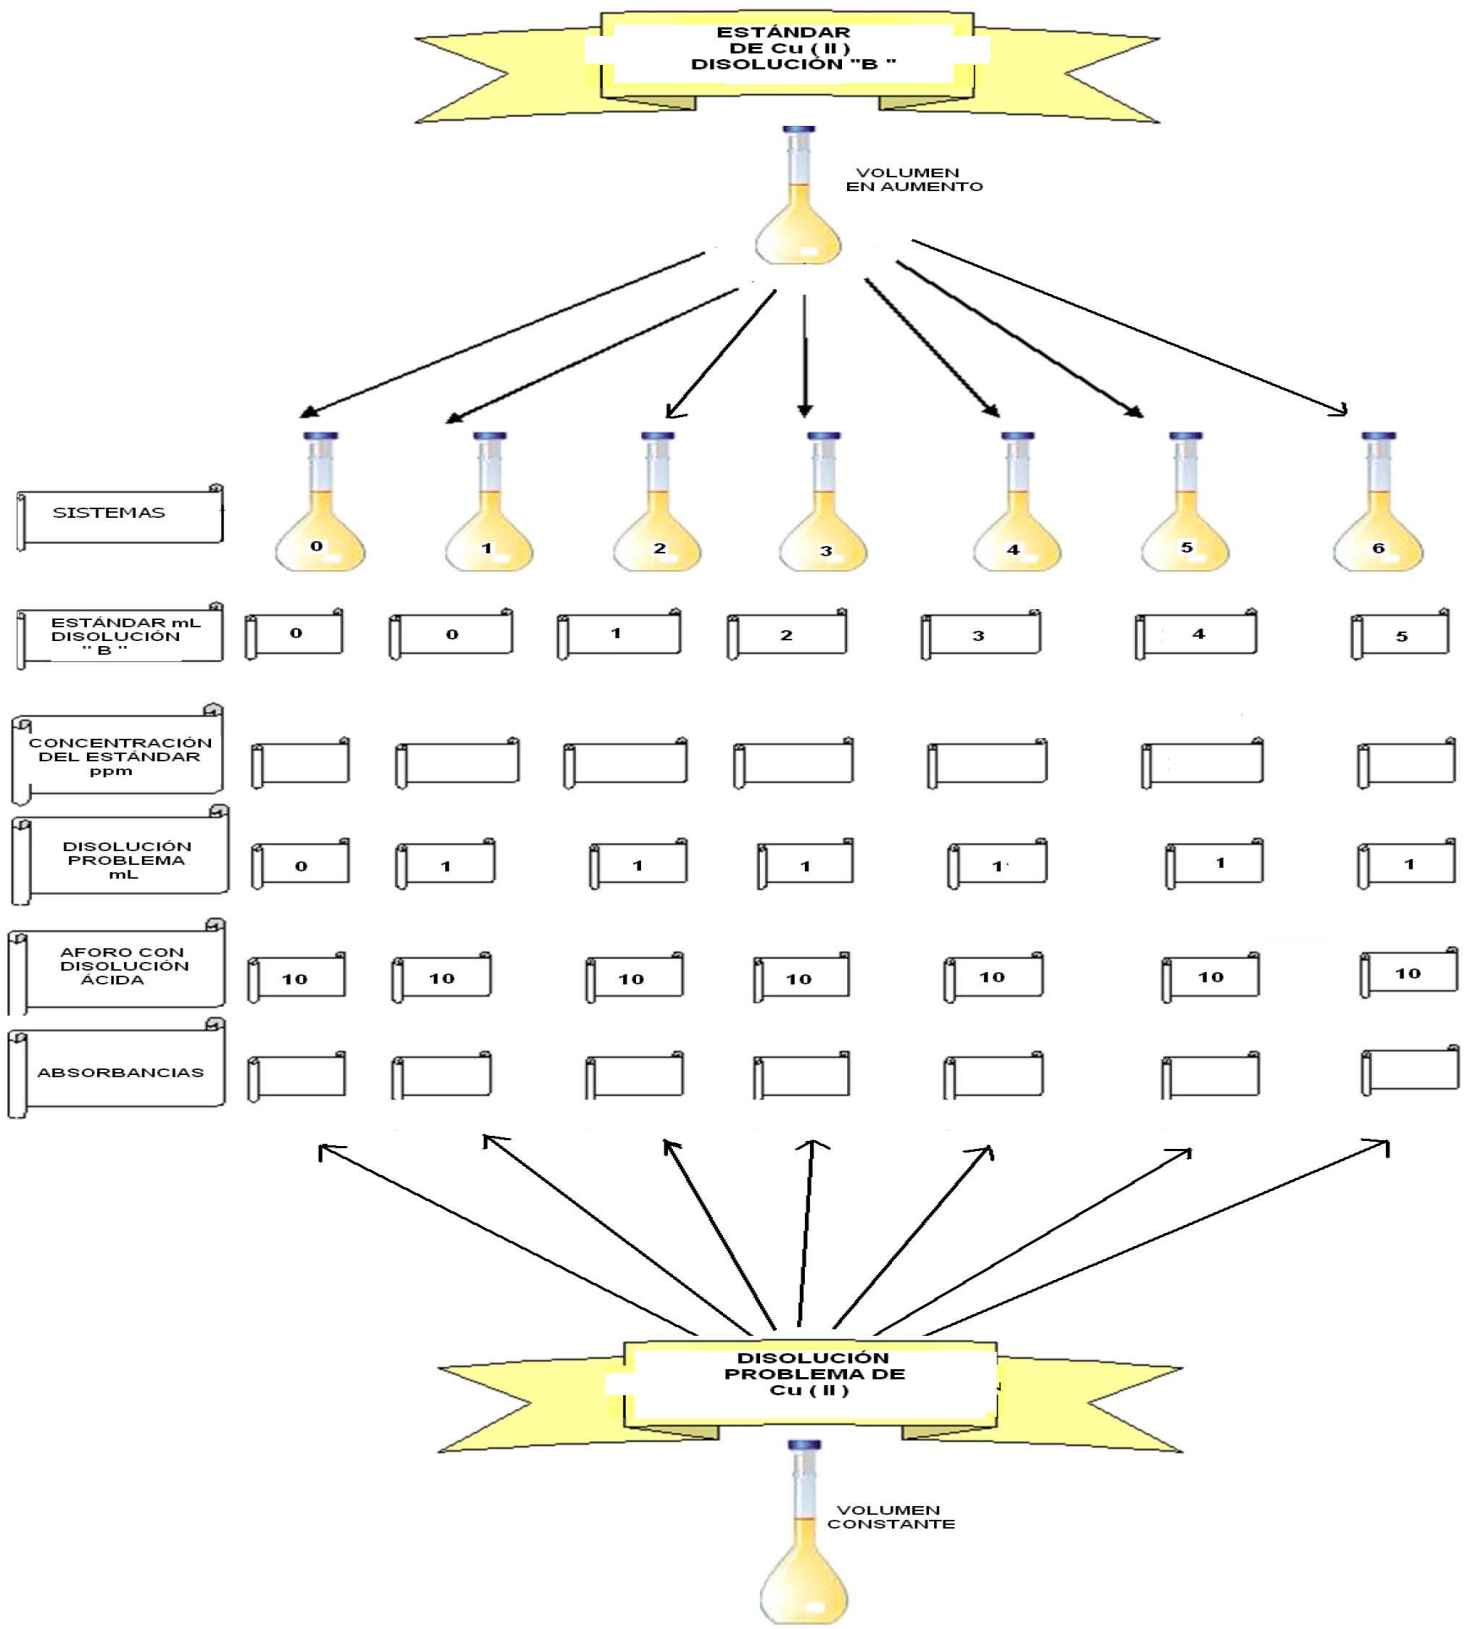 ESTÁNDAR
DE Cu ( II )
DISOLUCIÓN "B "
VOLUMEN
EN AUMENTO
SISTEMAS
0 1 2 3 4 5 6
ESTÁNDAR mL
DISOLUCIÓN
" B "
0 0 1 2 3 4 5
CONCENTRACIÓN
DEL ESTÁNDAR
ppm
DISOLUCIÓN
PROBLEMA
mL
0 1 1 1 1 1 1
AFORO CON
DISOLUCIÓN
ÁCIDA
10 10 10 10 10 10 10
ABSORBANCIAS
DISOLUCIÓN
PROBLEMA DE
Cu ( II )
VOLUMEN
CONSTANTE